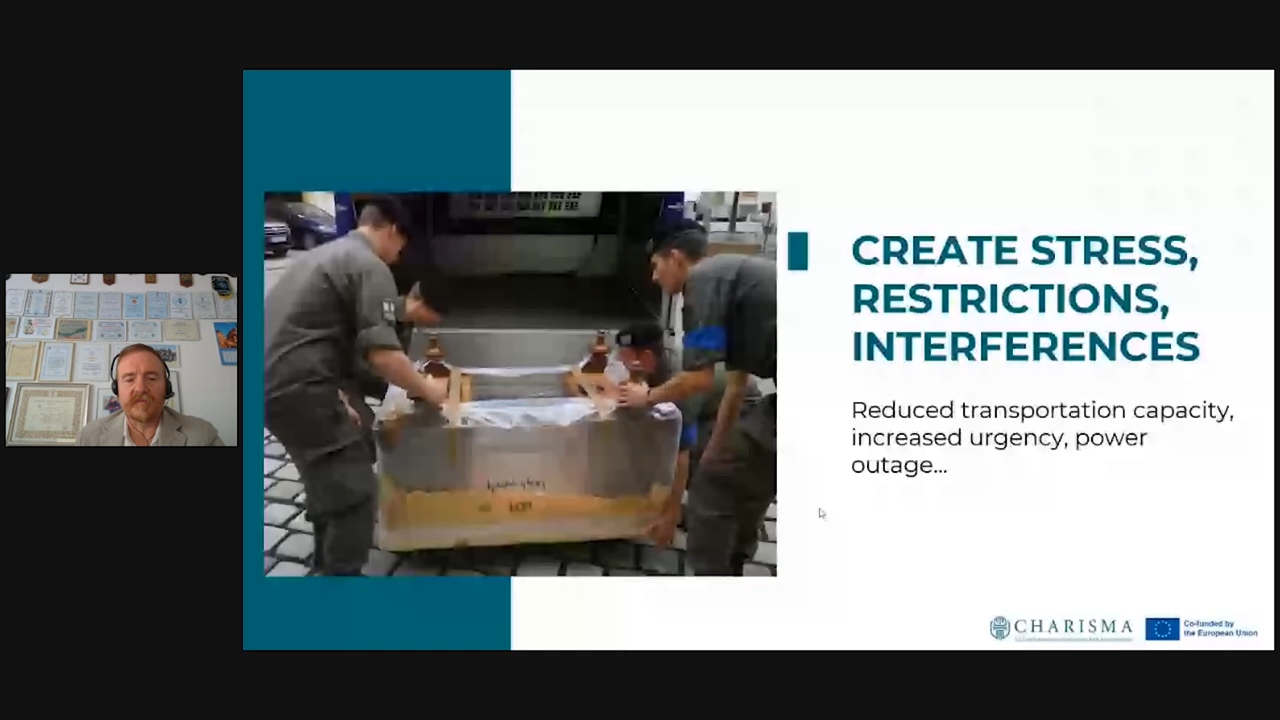 CREATE STRESS,
RESTRICTIONS,
INTERFERENCES
Reduced transportation capacity,
increased urgency, power
outage...
CHARISMA
Co-funded by
the European Union